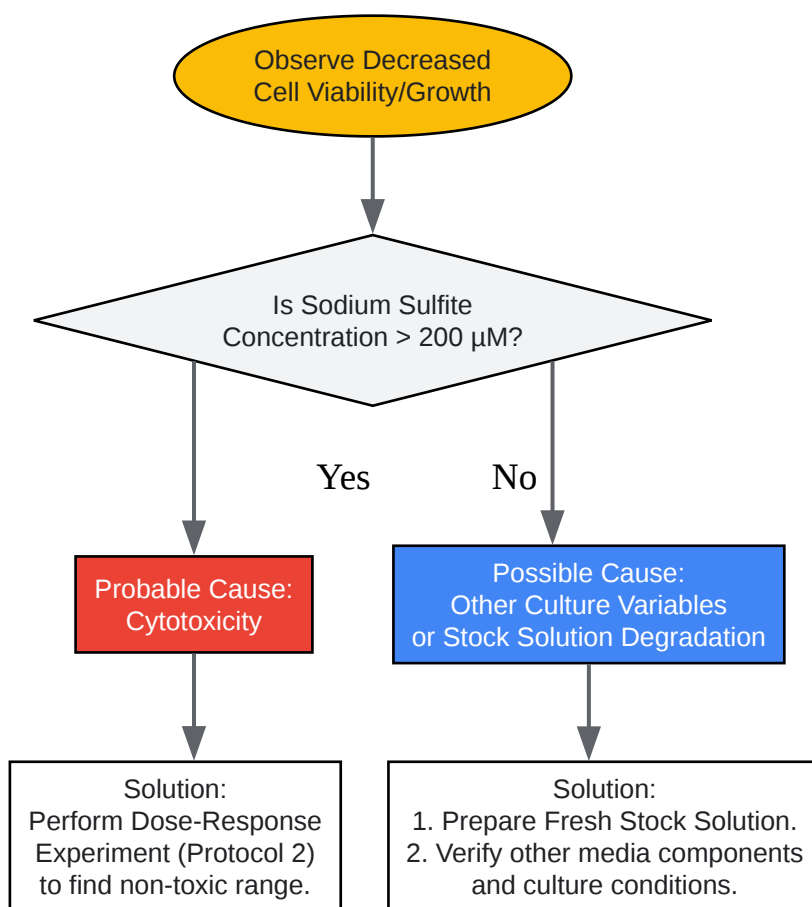 Observe Decreased
Cell Viability/Growth
Is Sodium Sulfite
Concentration > 200 µM?
Yes
No
Probable Cause:
Cytotoxicity
Possible Cause:
Other Culture Variables
or Stock Solution Degradation
Solution:
Perform Dose-Response
Experiment (Protocol 2)
to find non-toxic range.
Solution:
1. Prepare Fresh Stock Solution.
2. Verify other media components
and culture conditions.